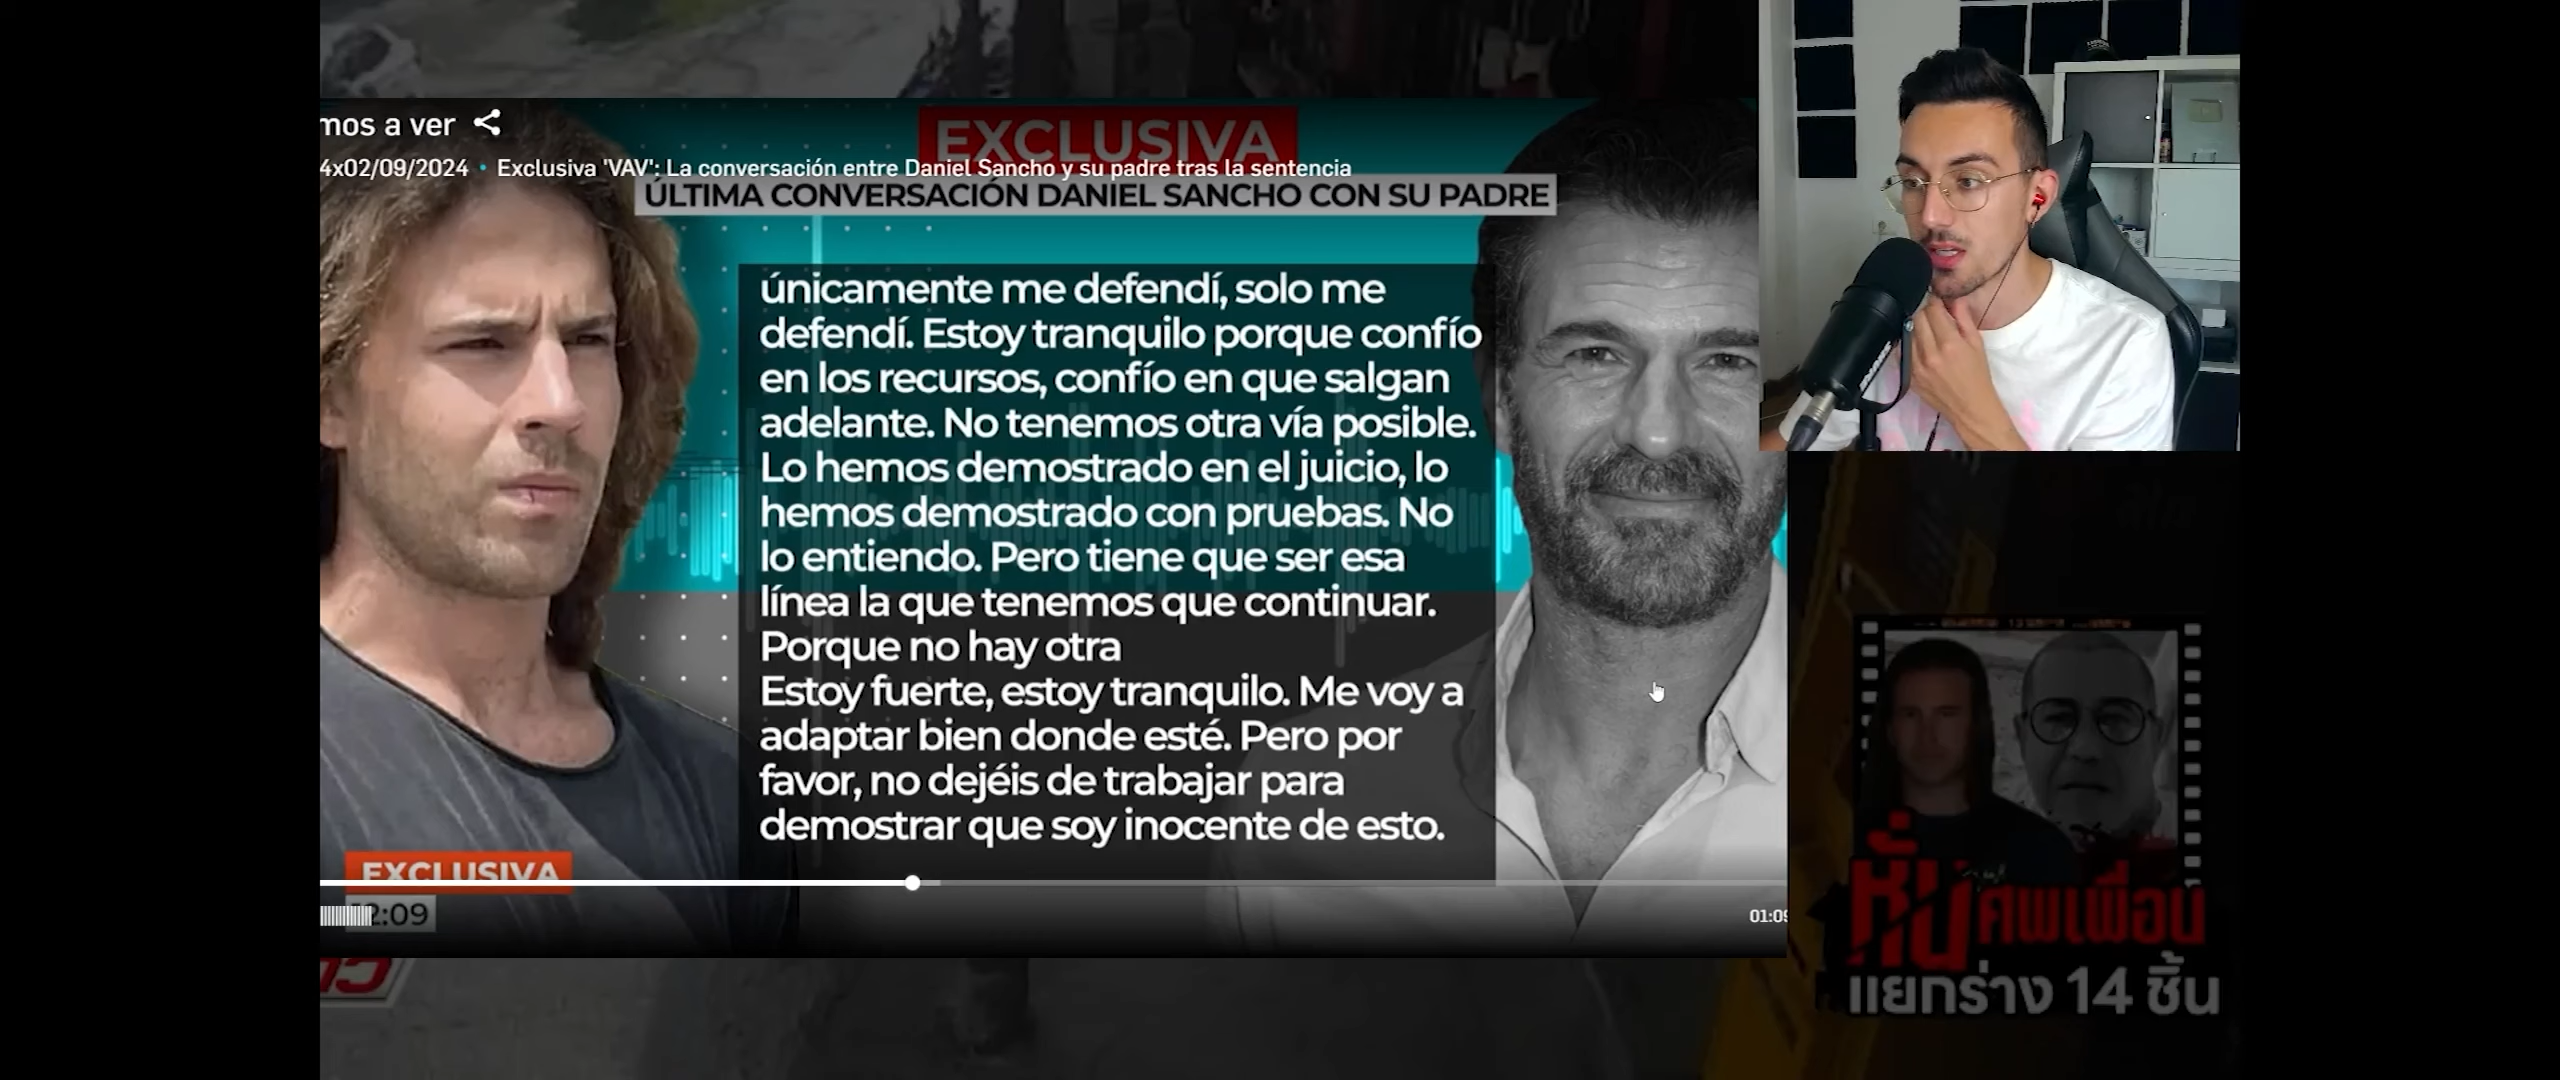 mos a ver
EXCLUSIVA
4x02/09/2024 • Exclusiva 'VAV': La conversación entre Daniel Sancho y su padre tras la sentencia
ÚLTIMA CONVERSACIÓN DANIEL SANCHO CON SU PADRE
únicamente me defendí, solo me
defendí. Estoy tranquilo porque confío
en los recursos, confío en que salgan
adelante. No tenemos otra vía posible.
Lo hemos demostrado en el juicio, lo
hemos demostrado con pruebas. No
lo entiendo. Pero tiene que ser esa
línea la que tenemos que continuar.
Porque no hay otra
Estoy fuerte, estoy tranquilo. Me voy a
adaptar bien donde esté. Pero por
favor, no dejéis de trabajar para
demostrar que soy inocente de esto.
EXCLUSIVA
2:09
01:09
หั่นศพเพื่อน
แยกร่าง 14 ชิ้น